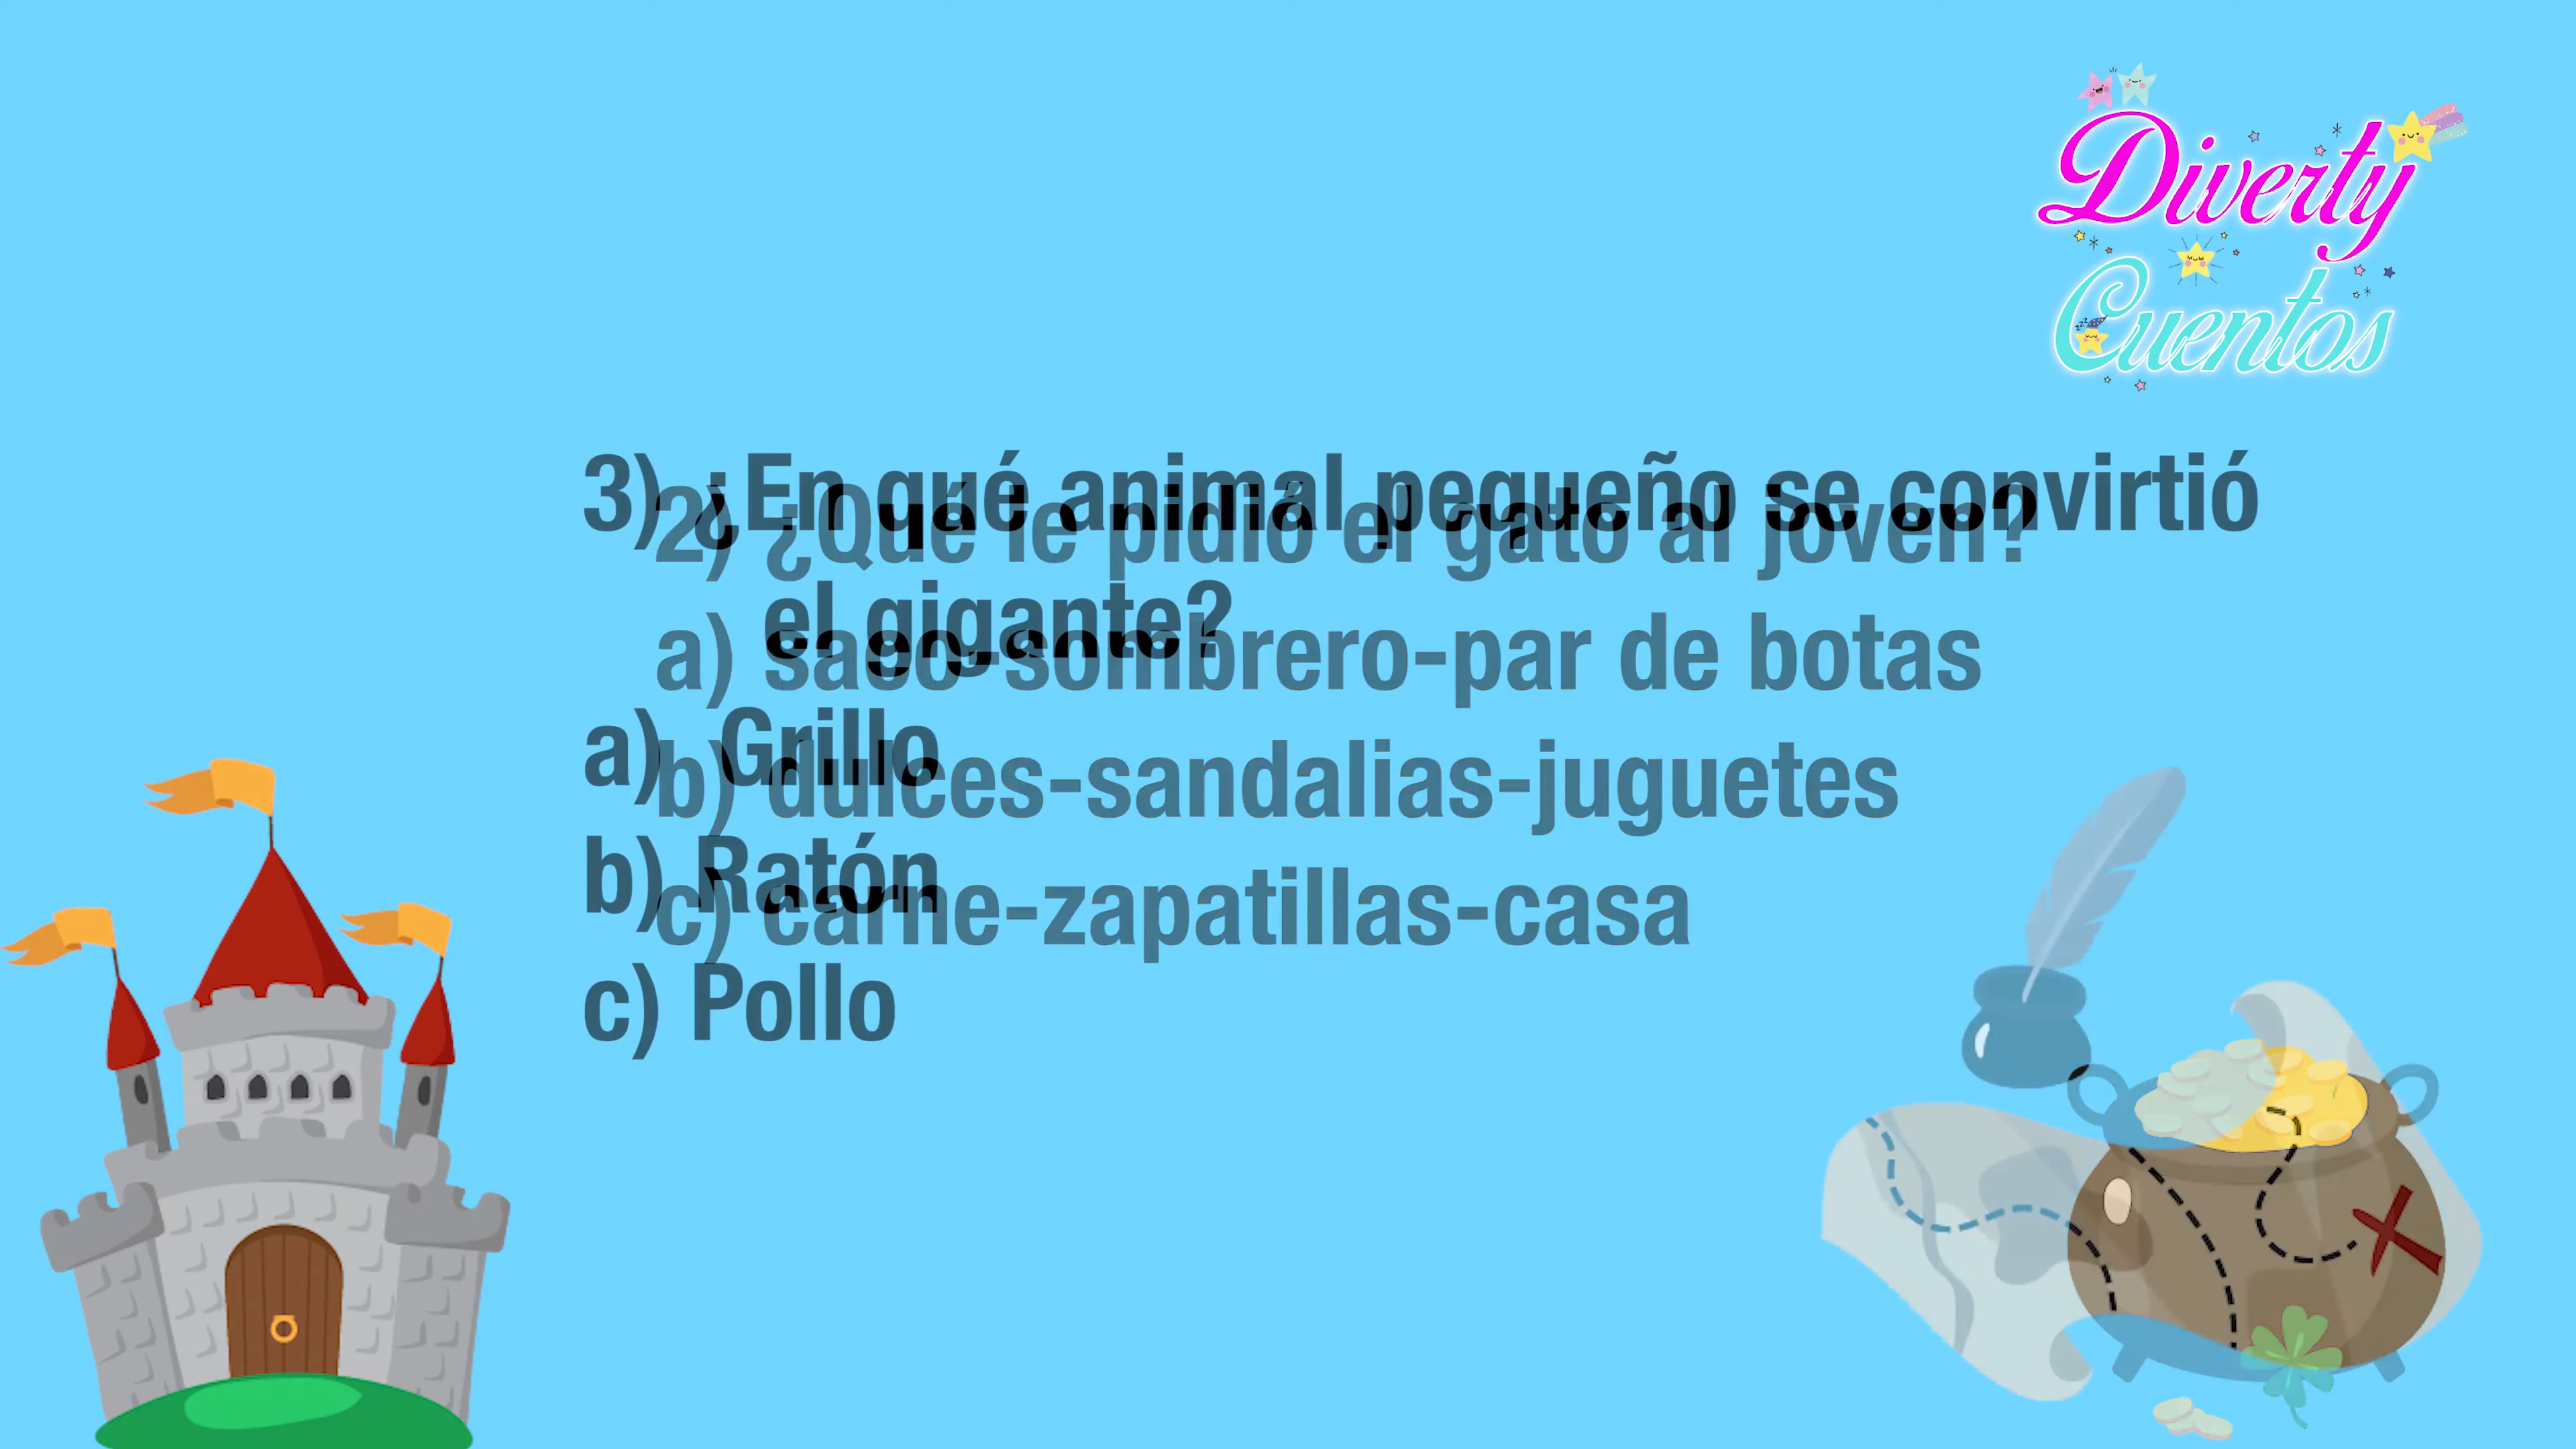 Diverty
Cuentos
3) ¿En qué animal pequeño se convirtió
el gigante?
a) Grillo
b) Ratón
c) Pollo
2) ¿Qué le pidió el gato al joven?
a) saco-sombrero-par de botas
b) dulces-sandalias-juguetes
c) carne-zapatillas-casa